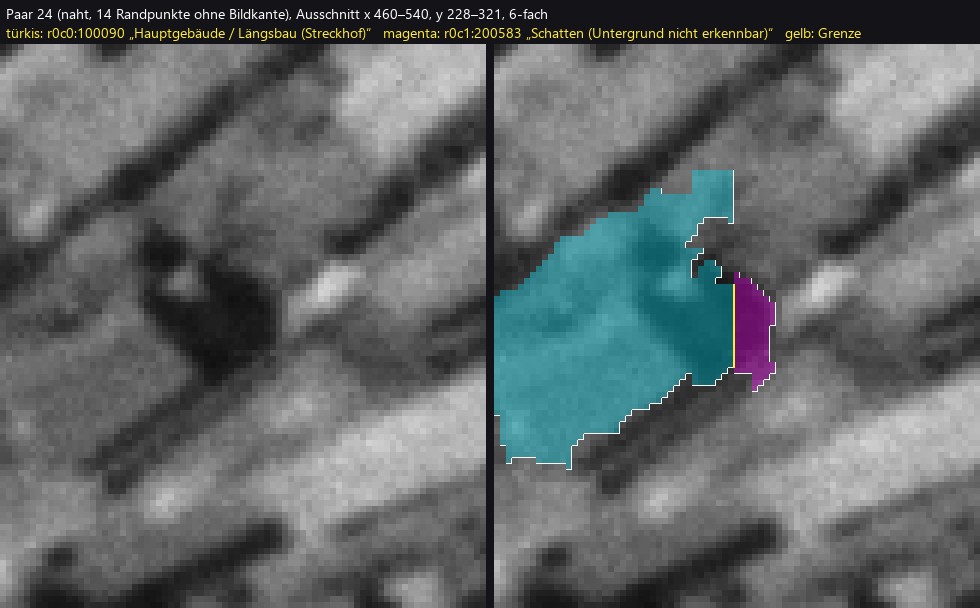 Paar 24 (naht, 14 Randpunkte ohne Bildkante), Ausschnitt x 460–540, y 228–321, 6-fach
türkis: r0c0:100090 „Hauptgebäude / Längsbau (Streckhof)“ magenta: r0c1:200583 „Schatten (Untergrund nicht erkennbar)“ gelb: Grenze